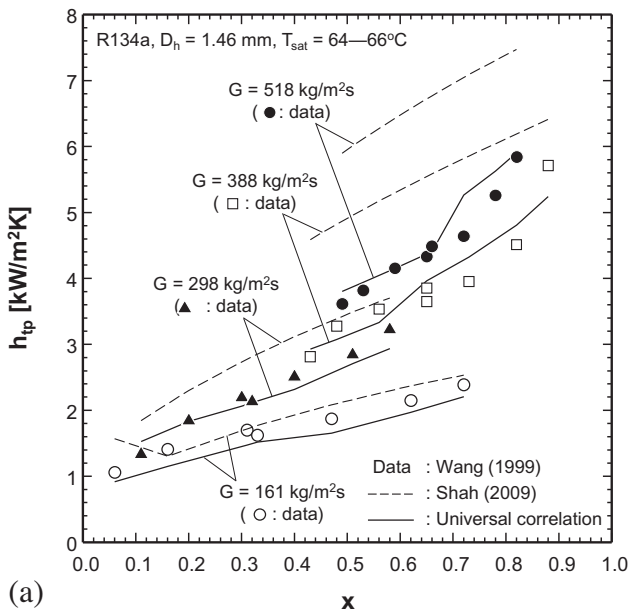 8
R134a, Dh = 1.46 mm, Tsat = 64—66°C
7
G = 518 kg/m²s
( ● : data)
6
G = 388 kg/m²s
( □ : data)
5
htp [kW/m²K]
4
G = 298 kg/m²s
( ▲ : data)
3
2
G = 161 kg/m²s
( ○ : data)
1
Data : Wang (1999)
: Shah (2009)
: Universal correlation
0
0.0 0.1 0.2 0.3 0.4 0.5 0.6 0.7 0.8 0.9 1.0
(a)
x